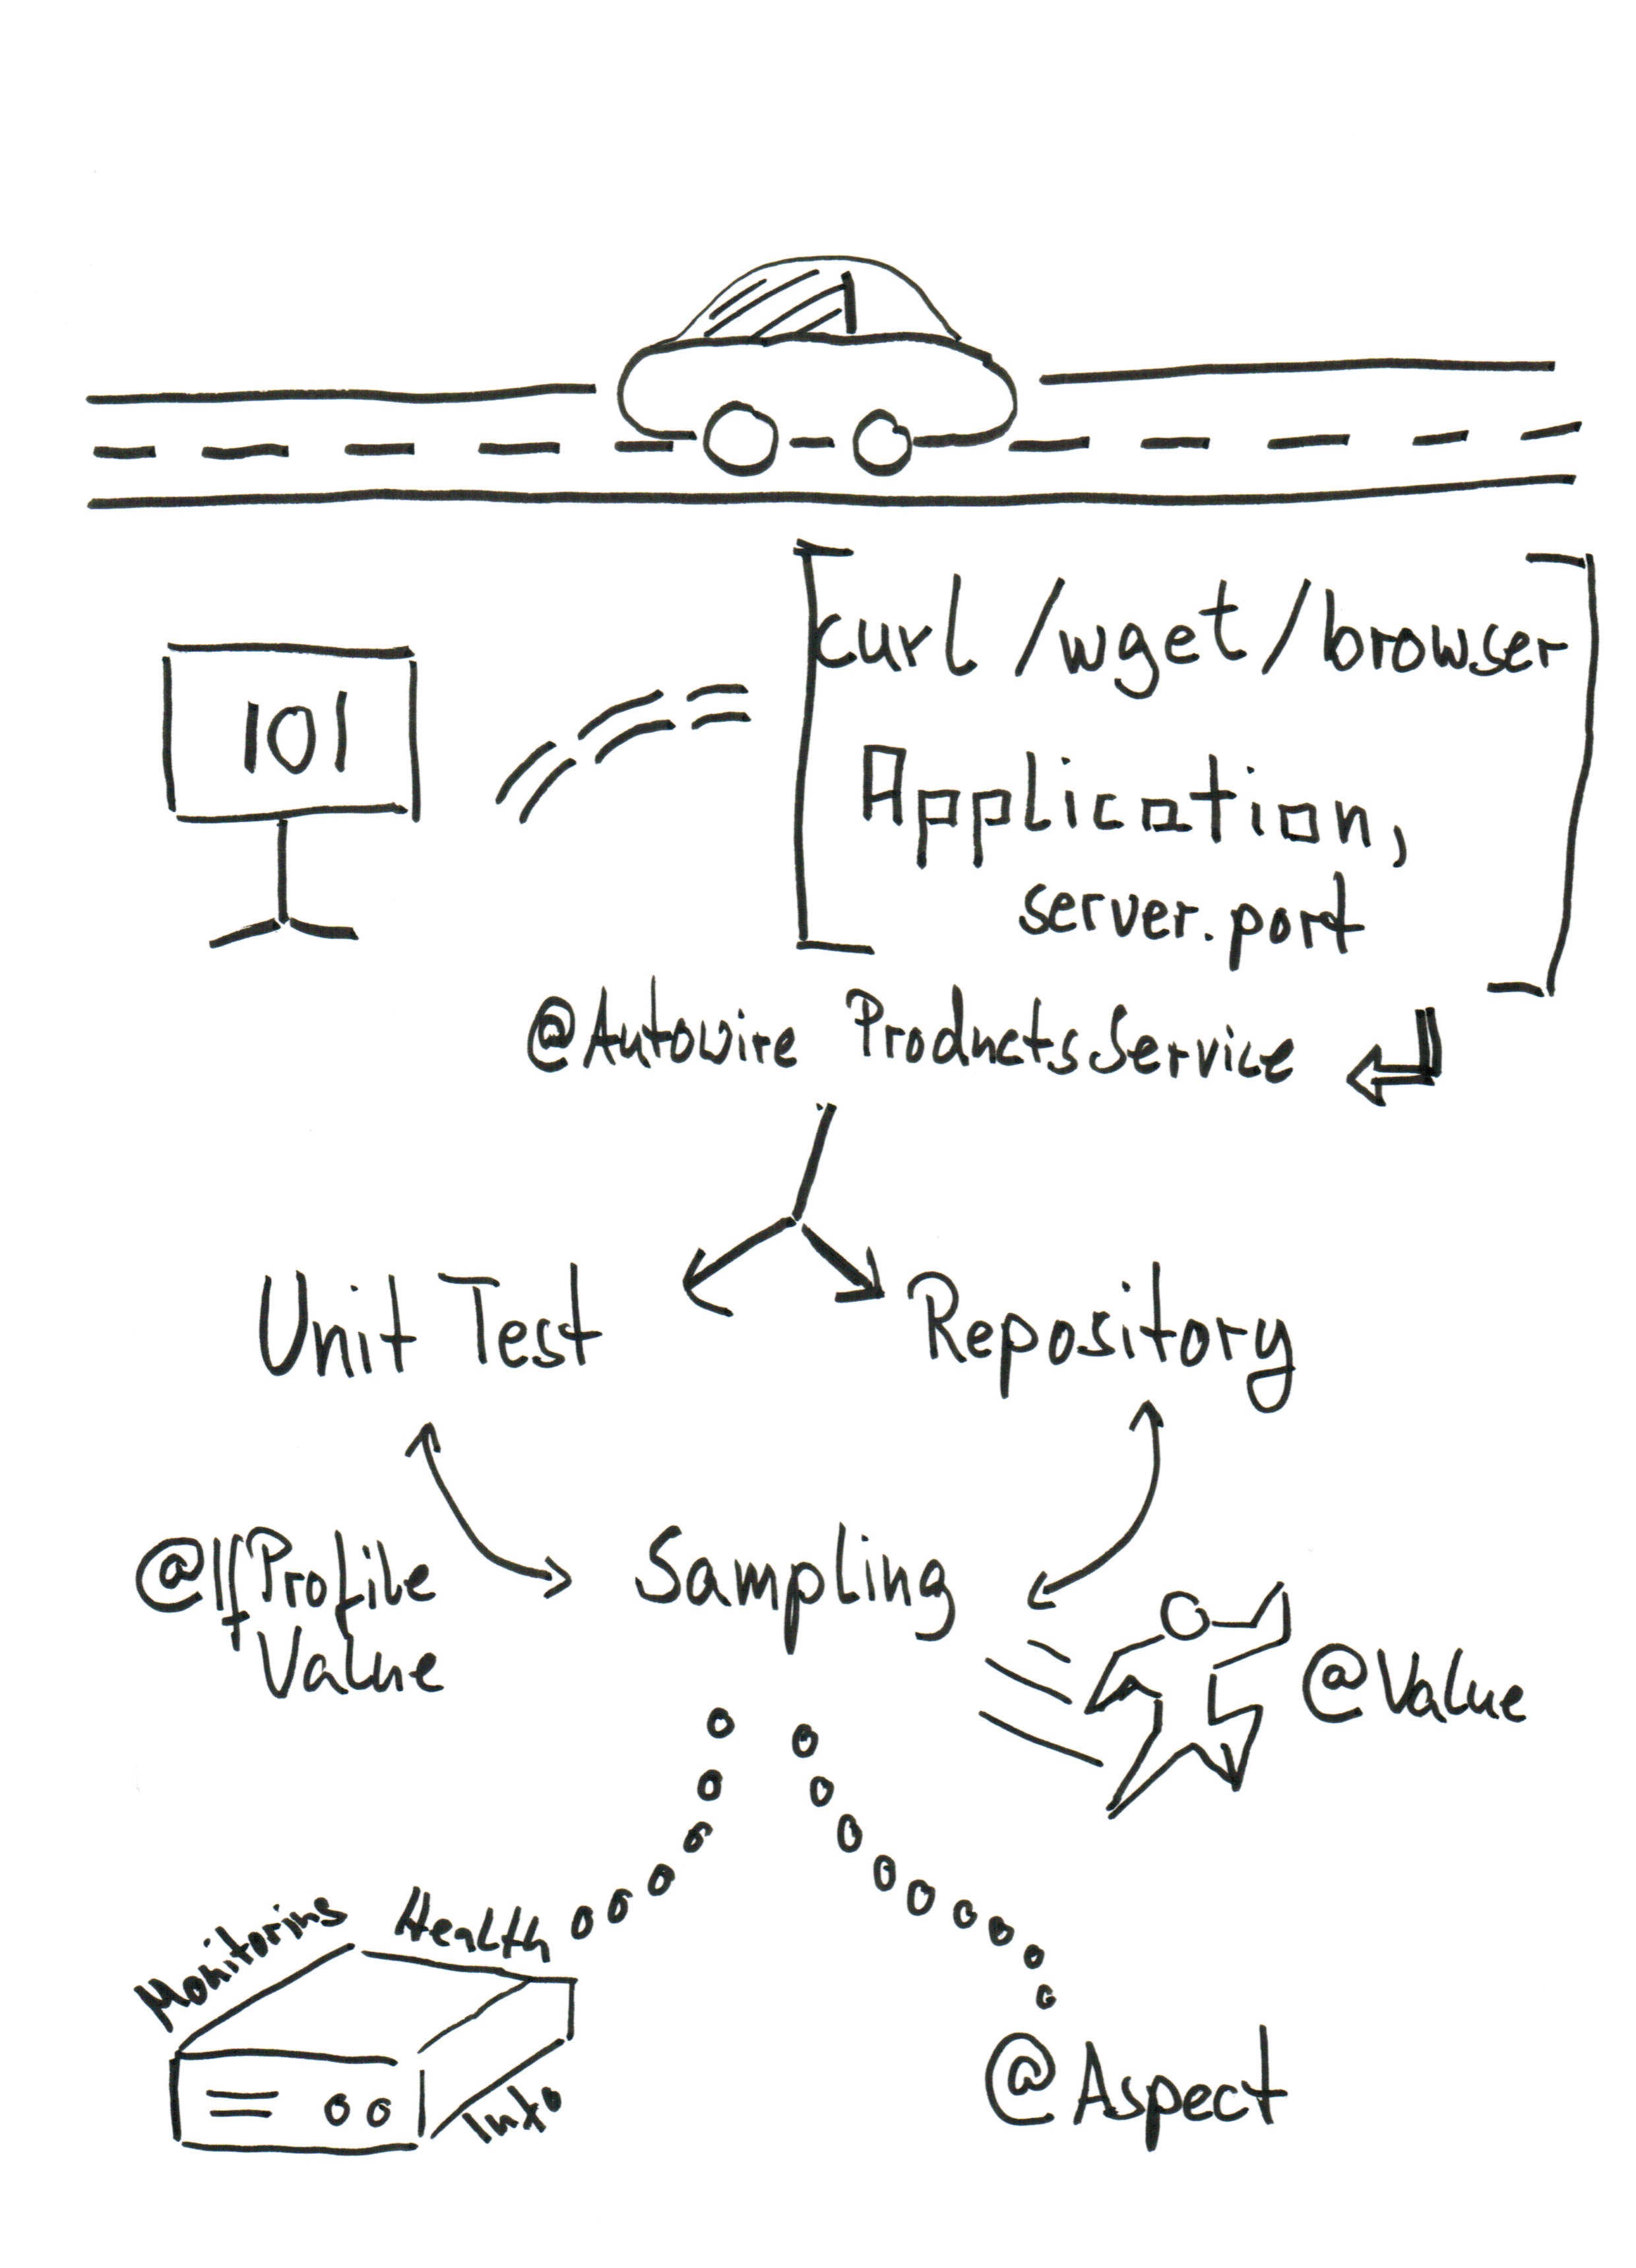 101
curl / wget / browser
Application,
server.port
@Autowire ProductsService
Unit Test
Repository
@IfProfile
Value
Sampling
@Value
Monitoring
Health
Info
@Aspect